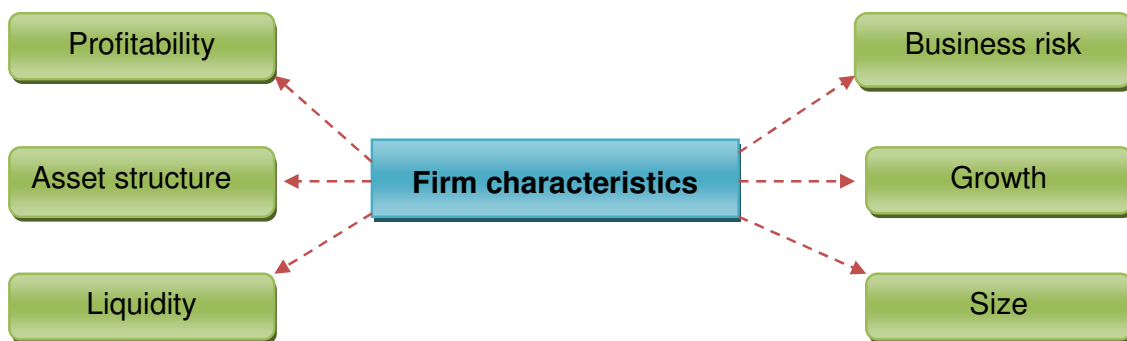 Profitability
Business risk
Asset structure
Firm characteristics
Growth
Liquidity
Size